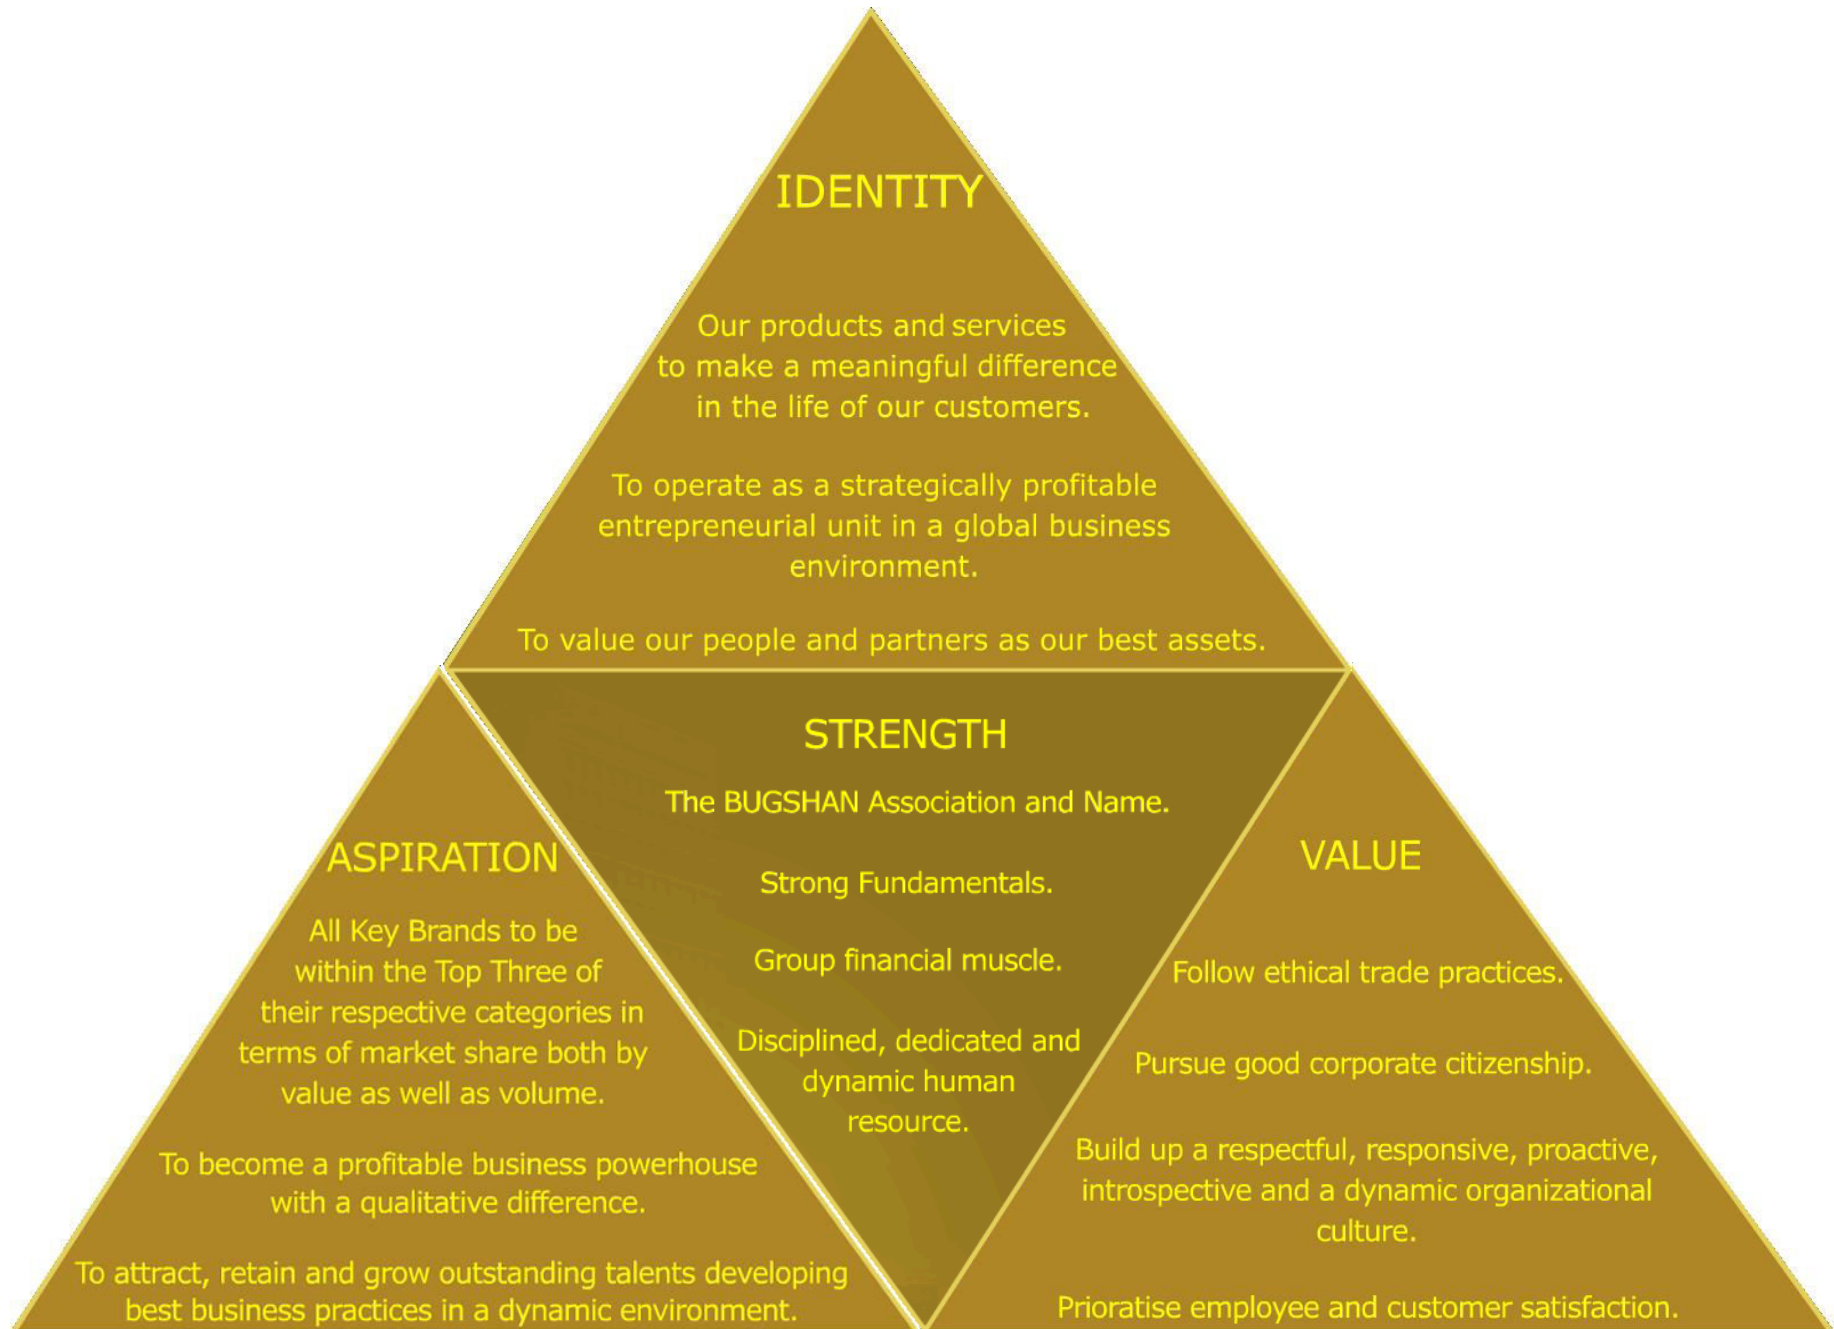 IDENTITY
Our products and services
to make a meaningful difference
in the life of our customers.
To operate as a strategically profitable
entrepreneurial unit in a global business
environment.
To value our people and partners as our best assets.
STRENGTH
The BUGSHAN Association and Name.
Strong Fundamentals.
Group financial muscle.
Disciplined, dedicated and
dynamic human
resource.
ASPIRATION
All Key Brands to be
within the Top Three of
their respective categories in
terms of market share both by
value as well as volume.
To become a profitable business powerhouse
with a qualitative difference.
To attract, retain and grow outstanding talents developing
best business practices in a dynamic environment.
VALUE
Follow ethical trade practices.
Pursue good corporate citizenship.
Build up a respectful, responsive, proactive,
introspective and a dynamic organizational
culture.
Prioratise employee and customer satisfaction.